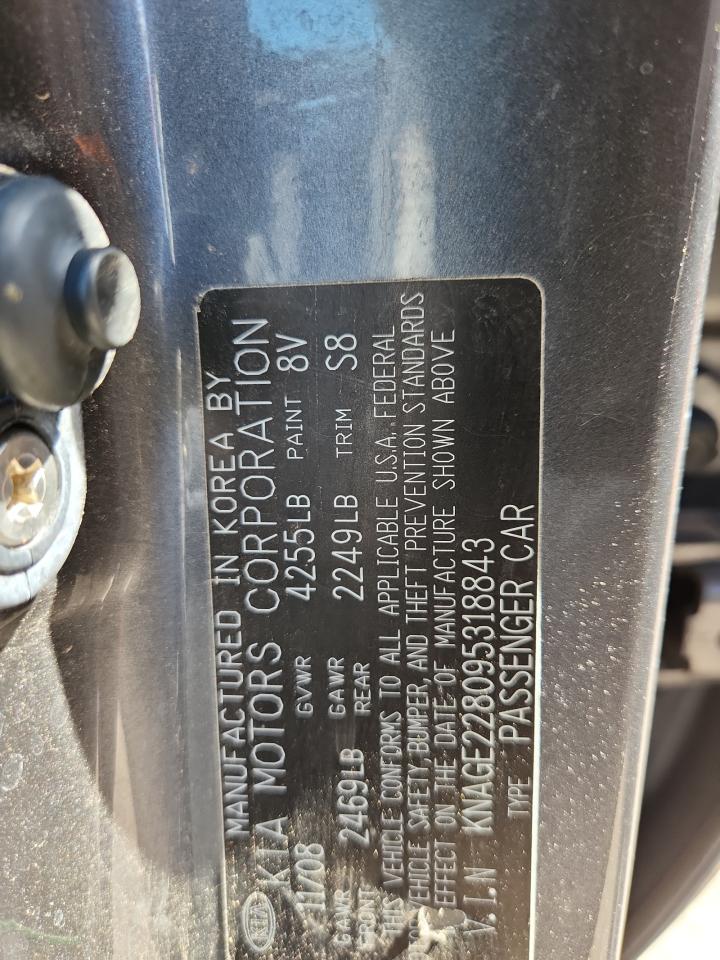 MANUFACTURED IN KOREA BY
KIA KIA MOTORS CORPORATION
11/08 GVWR 4255LB PAINT 8V
GAWR FRONT 2469LB GAWR REAR 2249LB TRIM S8
THIS VEHICLE CONFORMS TO ALL APPLICABLE U.S.A. FEDERAL
MOTOR VEHICLE SAFETY, BUMPER, AND THEFT PREVENTION STANDARDS
EFFECT ON THE DATE OF MANUFACTURE SHOWN ABOVE
V.I.N KNAGE228095318843
TYPE PASSENGER CAR